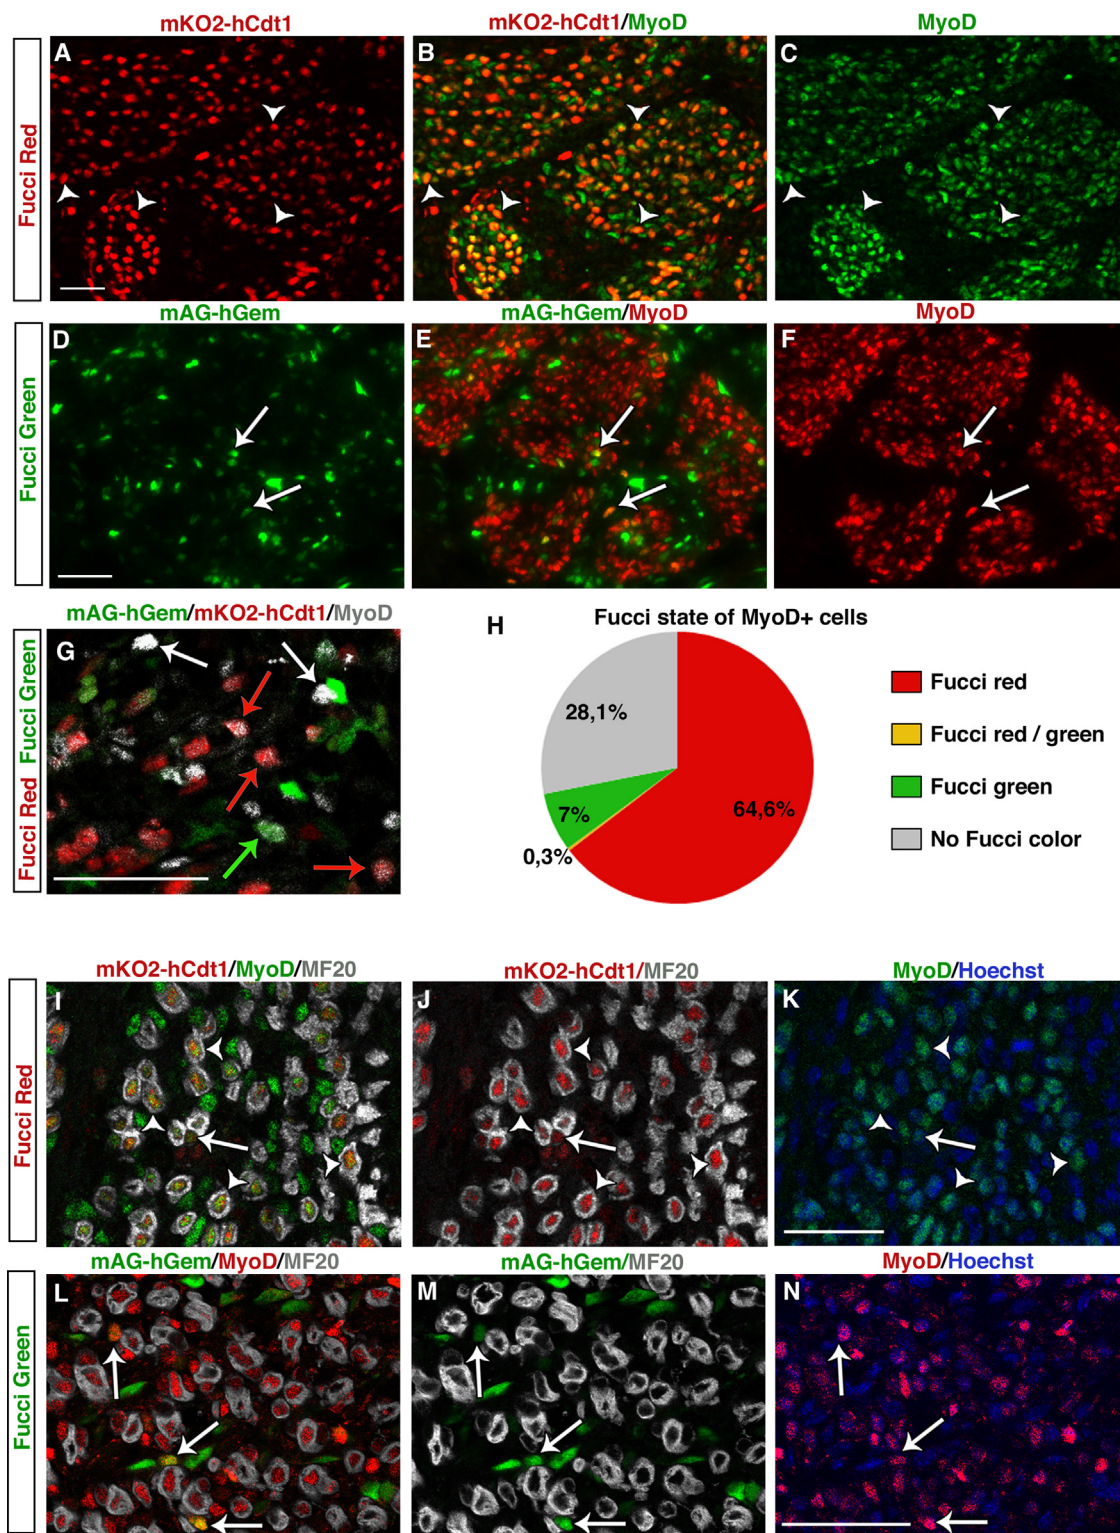 mKO2-hCdt1
mKO2-hCdt1/MyoD
MyoD
Fucci Red
A
B
C
mAG-hGem
mAG-hGem/MyoD
MyoD
Fucci Green
D
E
F
mAG-hGem/mKO2-hCdt1/MyoD
Fucci Red Fucci Green
G
H
Fucci state of MyoD+ cells
28,1%
7%
0,3%
64,6%
Fucci red
Fucci red / green
Fucci green
No Fucci color
mKO2-hCdt1/MyoD/MF20
mKO2-hCdt1/MF20
MyoD/Hoechst
Fucci Red
I
J
K
mAG-hGem/MyoD/MF20
mAG-hGem/MF20
MyoD/Hoechst
Fucci Green
L
M
N